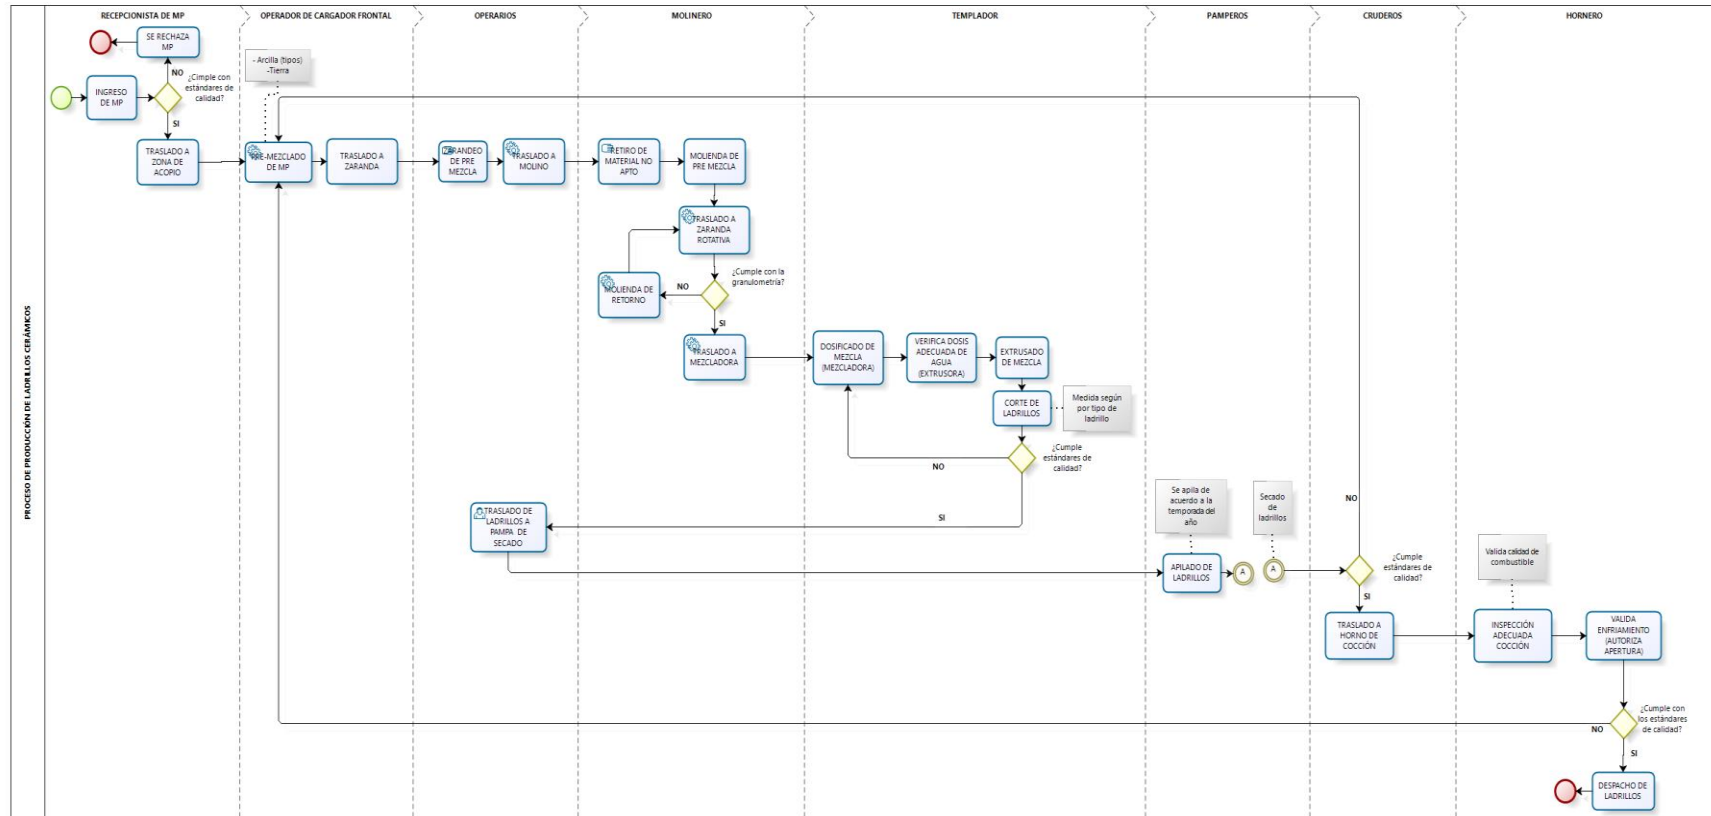 PROCESO DE PRODUCCIÓN DE LADRILLOS CERÁMICOS
RECEPCIONISTA DE MP
OPERADOR DE CARGADOR FRONTAL
OPERARIOS
MOLINERO
TEMPLADOR
PAMPEROS
CRUDEROS
HORNERO
SE RECHAZA
MP
NO
¿Cimple con
estándares de
calidad?
INGRESO
DE MP
SI
TRASLADO A
ZONA DE
ACOPIO
- Arcilla (tipos)
-Tierra
PRE-MEZCLADO
DE MP
TRASLADO A
ZARANDA
ZARANDEO
DE PRE
MEZCLA
TRASLADO A
MOLINO
RETIRO DE
MATERIAL NO
APTO
MOLIENDA DE
PRE MEZCLA
TRASLADO A
ZARANDA
ROTATIVA
¿Cumple con la
granulometría?
NO
MOLIENDA DE
RETORNO
SI
TRASLADO A
MEZCLADORA
DOSIFICADO DE
MEZCLA
(MEZCLADORA)
VERIFICA DOSIS
ADECUADA DE
AGUA
(EXTRUSORA)
EXTRUSADO
DE MEZCLA
CORTE DE
LADRILLOS
Medida según
por tipo de
ladrillo
¿Cumple
estándares de
calidad?
NO
SI
TRASLADO DE
LADRILLOS A
PAMPA DE
SECADO
Se apila de
acuerdo a la
temporada del
año
APILADO DE
LADRILLOS
A
Secado
de
ladrillos
A
NO
¿Cumple
estándares de
calidad?
SI
TRASLADO A
HORNO DE
COCCIÓN
Valida calidad de
combustible
INSPECCIÓN
ADECUADA
COCCIÓN
VALIDA
ENFRIAMIENTO
(AUTORIZA
APERTURA)
¿Cumple con
los estándares
de calidad?
NO
SI
DESPACHO DE
LADRILLOS